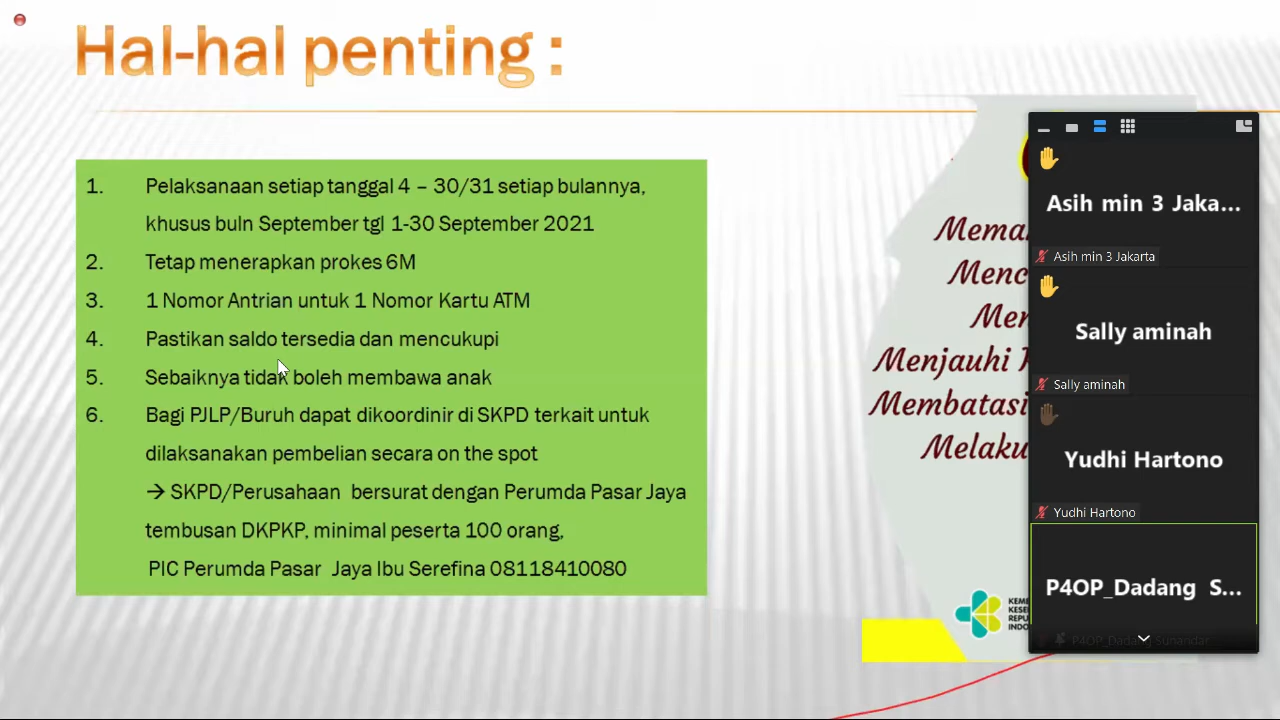 Hal-hal penting :
1. Pelaksanaan setiap tanggal 4 – 30/31 setiap bulannya,
khusus buln September tgl 1-30 September 2021
2. Tetap menerapkan prokes 6M
3. 1 Nomor Antrian untuk 1 Nomor Kartu ATM
4. Pastikan saldo tersedia dan mencukupi
5. Sebaiknya tidak boleh membawa anak
6. Bagi PJLP/Buruh dapat dikoordinir di SKPD terkait untuk
dilaksanakan pembelian secara on the spot
→ SKPD/Perusahaan bersurat dengan Perumda Pasar Jaya
tembusan DKPKP, minimal peserta 100 orang,
PIC Perumda Pasar Jaya Ibu Serefina 08118410080
Menjauhi
Membatasi
Asih min 3 Jaka...
Asih min 3 Jakarta
Sally aminah
Sally aminah
Yudhi Hartono
Yudhi Hartono
P4OP_Dadang S...
P4OP_Dadang Sunandar